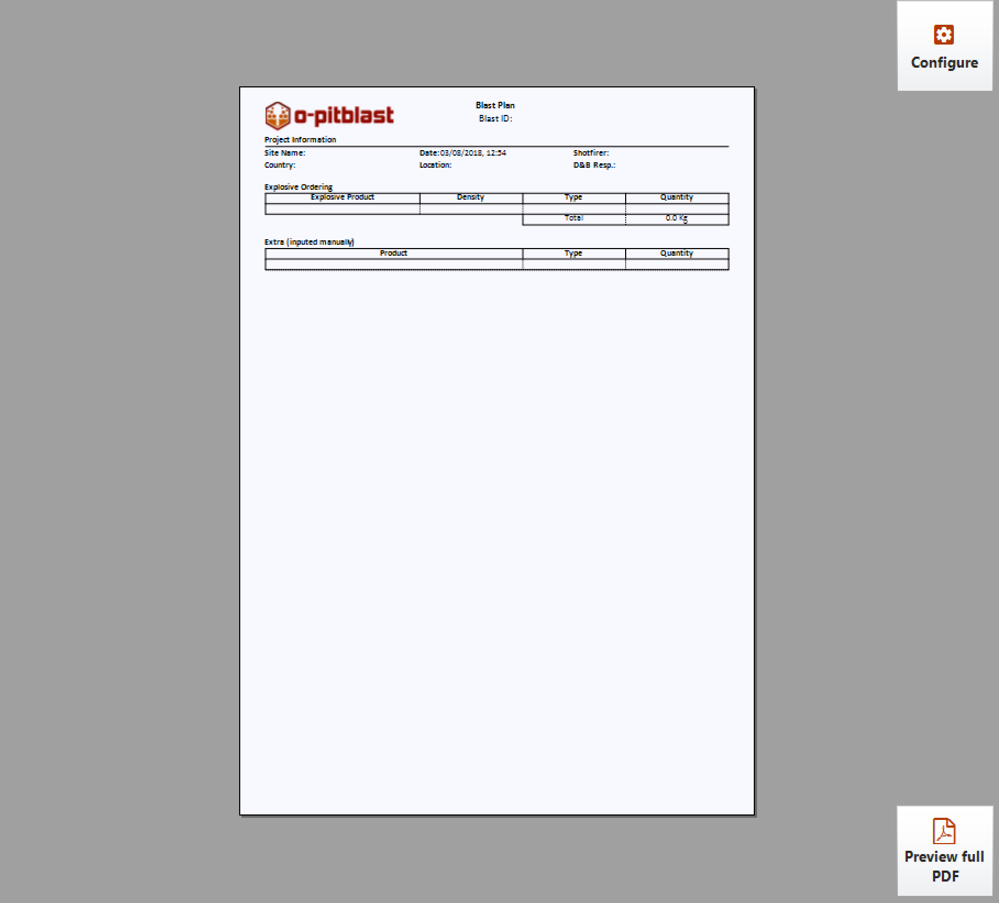 Configure
o-pitblast
Blast Plan
Blast ID:
Project Information
Site Name: Date:03/08/2018, 12:54 Shotfirer:
Country: Location: D&B Resp.:
Explosive Ordering
Explosive Product Density Type Quantity
Total 0.0 Kg
Extra (inputed manually)
Product Type Quantity
Preview full
PDF